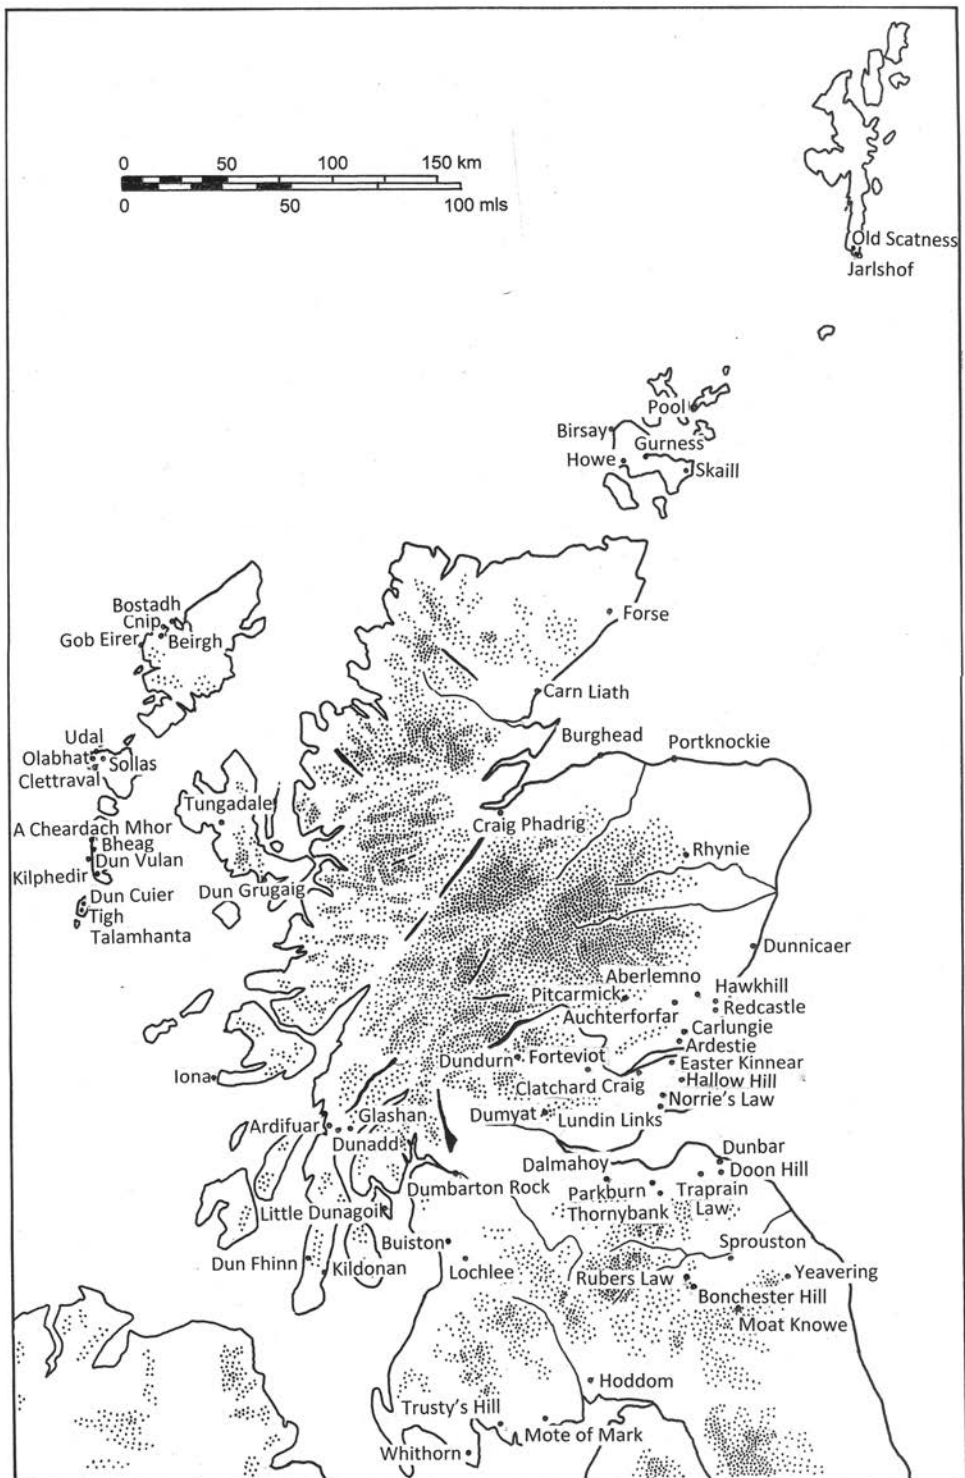 0 50 100 150 km
0 50 100 mls
Old Scatness
Jarlshof
Pool
Birsay
Gurness
Howe
Skaill
Bostadh
Cnip
Gob Eirer
Beirgh
Forse
Carn Liath
Udal
Olabhat
Sollas
Clettraval
Burghead
Portknockie
Tungadale
A Cheardach Mhor
Bheag
Dun Vulan
Kilphedir
Craig Phadrig
Rhynie
Dun Cuier
Dun Grugaig
Tigh
Talamhanta
Dunnicaer
Aberlemno
Pitcarmick
Hawkhill
Redcastle
Auchterforfar
Carlungie
Ardestie
Dundurn
Forteviot
Easter Kinnear
Iona
Clatchard Craig
Hallow Hill
Norrie's Law
Ardifuar
Glashan
Dumyat
Lundin Links
Dunadd
Dunbar
Dalmahoy
Doon Hill
Dumbarton Rock
Parkburn
Traprain
Law
Thornybank
Little Dunagoil
Buiston
Sprouston
Dun Fhinn
Kildonan
Lochlee
Rubers Law
Yeavering
Bonchester Hill
Moat Knowe
Hoddom
Trusty's Hill
Mote of Mark
Whithorn